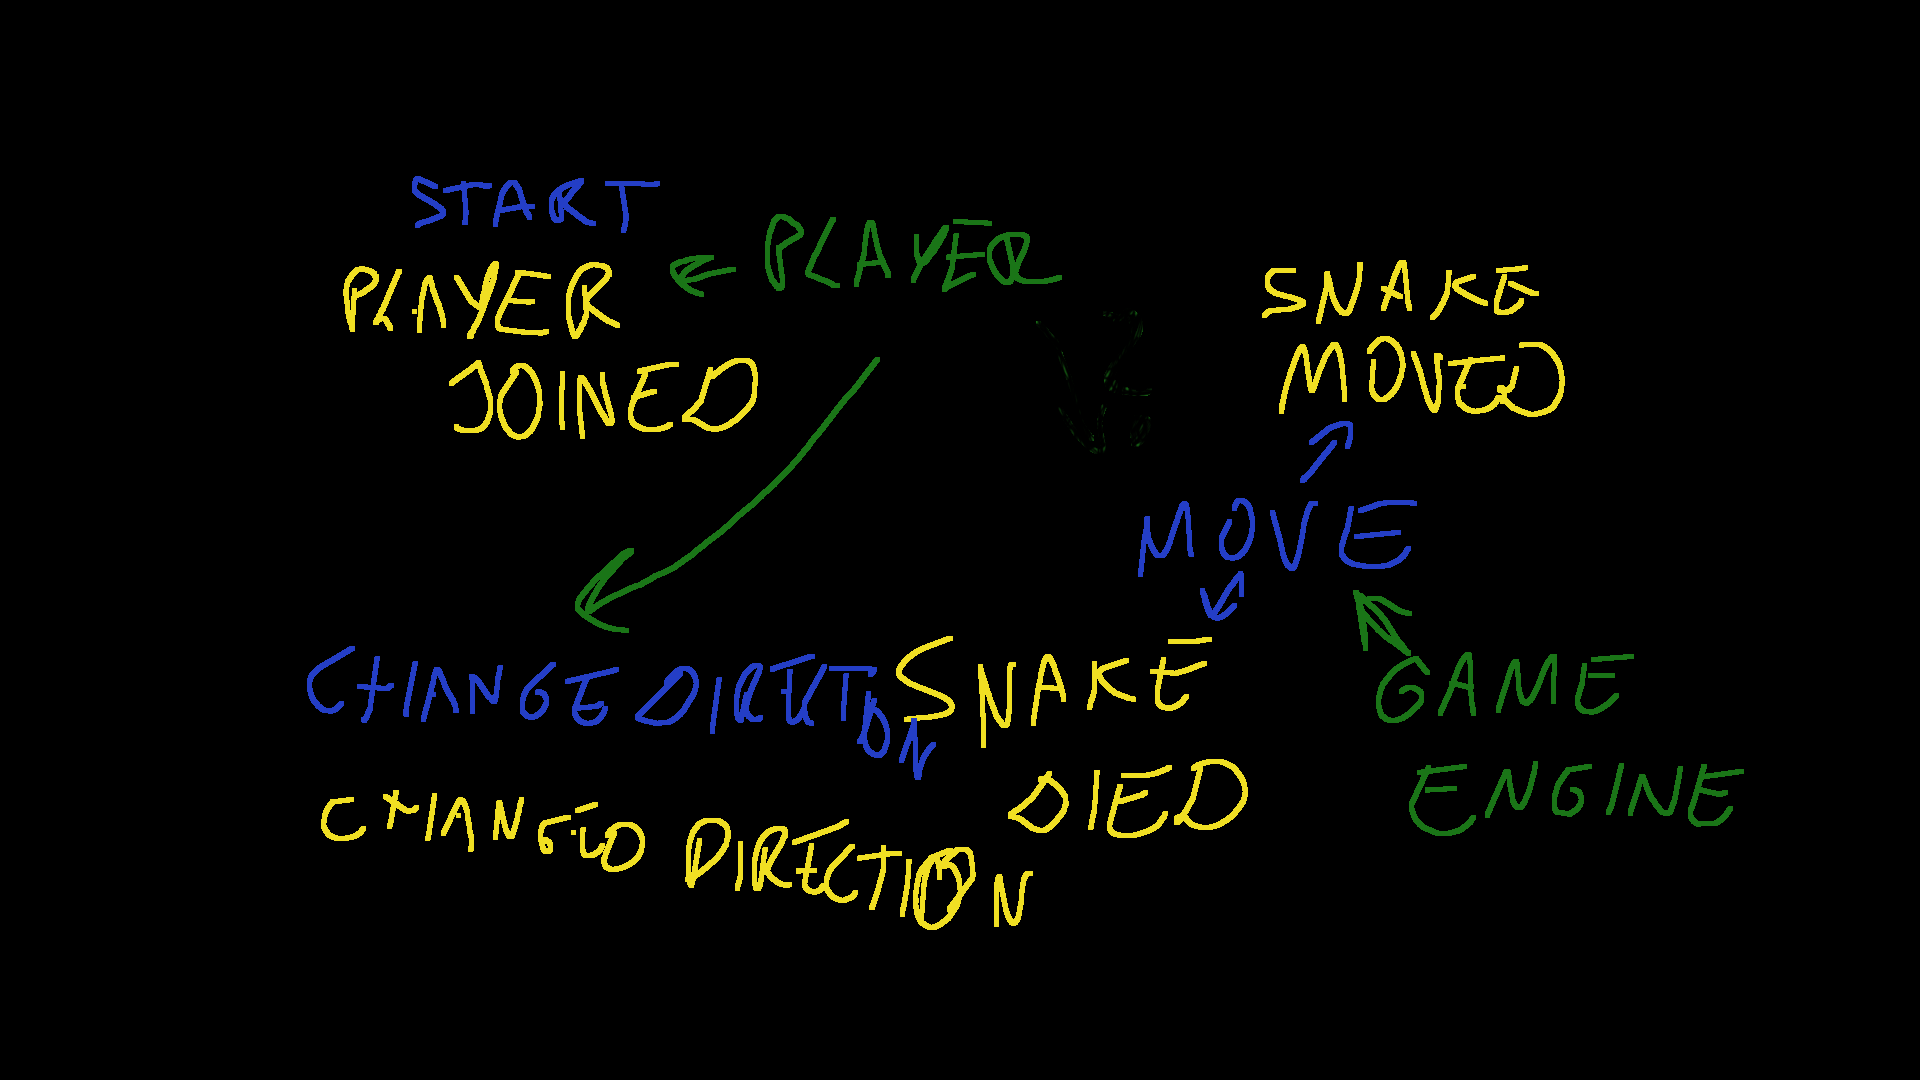 START
PLAYER
JOINED
PLAYER
SNAKE
MOVED
MOVE
GAME
ENGINE
CHANGE DIRECTION
CHANGED DIRECTION
SNAKE
DIED